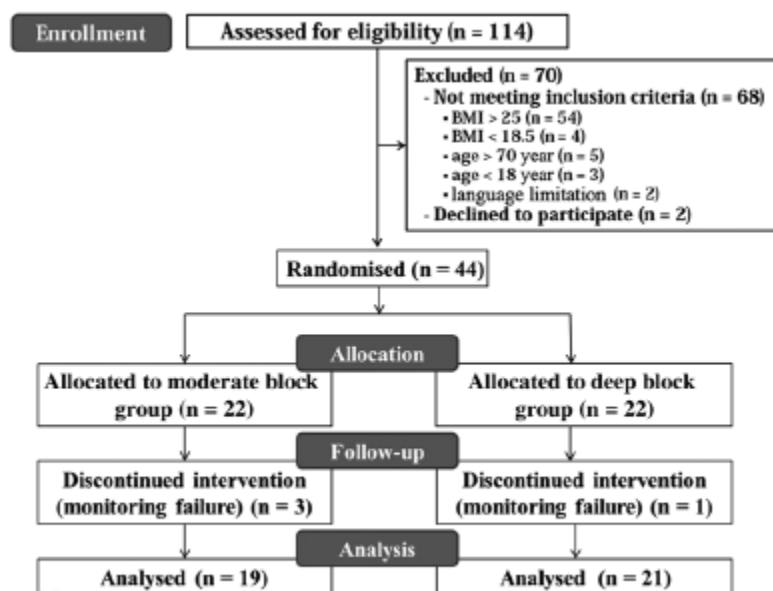 Enrollment
Assessed for eligibility (n = 114)
Excluded (n = 70)
- Not meeting inclusion criteria (n = 68)
▪ BMI > 25 (n = 54)
▪ BMI < 18.5 (n = 4)
▪ age > 70 year (n = 5)
▪ age < 18 year (n = 3)
▪ language limitation (n = 2)
- Declined to participate (n = 2)
Randomised (n = 44)
Allocation
Allocated to moderate block
group (n = 22)
Allocated to deep block
group (n = 22)
Follow-up
Discontinued intervention
(monitoring failure) (n = 3)
Discontinued intervention
(monitoring failure) (n = 1)
Analysis
Analysed (n = 19)
Analysed (n = 21)